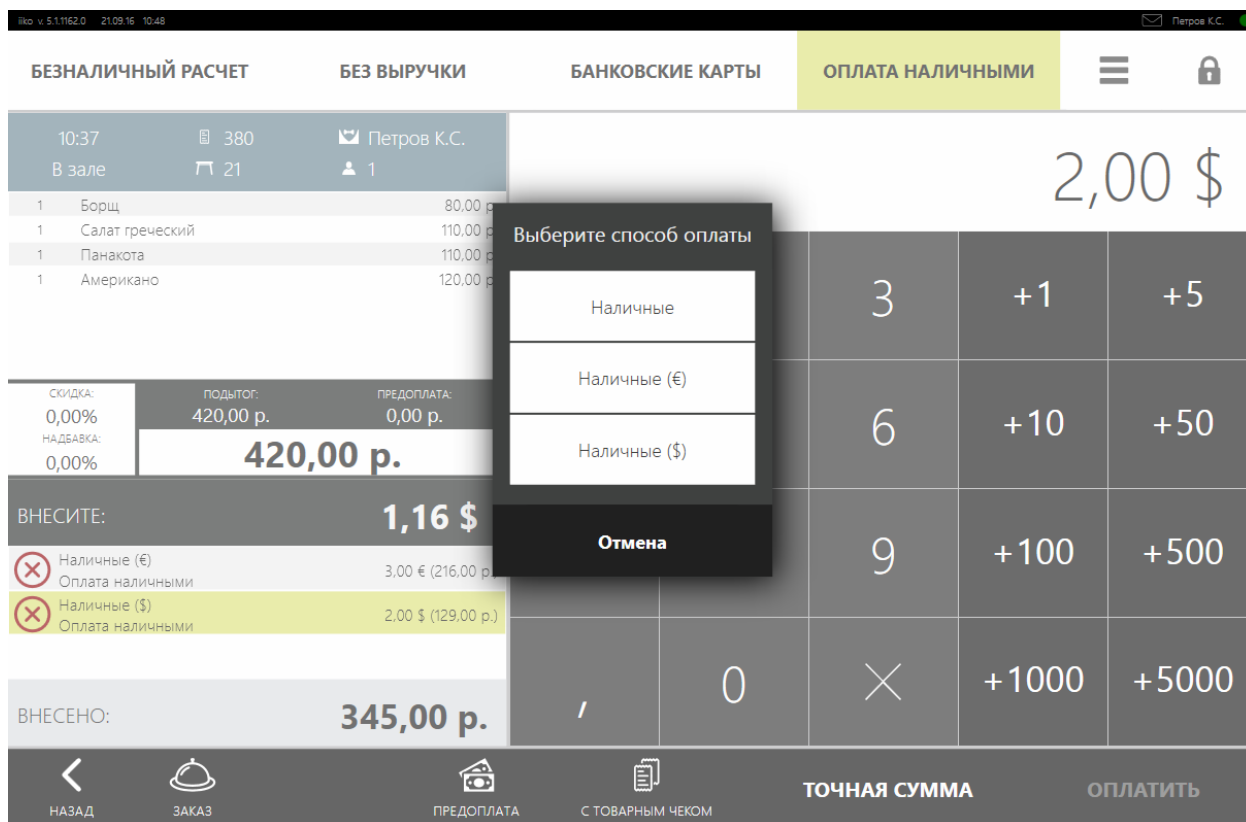 iiko v. 5.1.1162.0 21.09.16 10:48 Петров К.С.
БЕЗНАЛИЧНЫЙ РАСЧЕТ БЕЗ ВЫРУЧКИ БАНКОВСКИЕ КАРТЫ ОПЛАТА НАЛИЧНЫМИ
10:37 380 Петров К.С.
В зале 21 1
1 Борщ 80,00 р
1 Салат греческий 110,00 р
1 Панакота 110,00 р
1 Американо 120,00 р
СКИДКА: ПОДЫТОГ: ПРЕДОПЛАТА:
0,00% 420,00 р. 0,00 р.
НАДБАВКА:
0,00% 420,00 р.
ВНЕСИТЕ: 1,16 $
Наличные (€)
Оплата наличными 3,00 € (216,00 р.)
Наличные ($)
Оплата наличными 2,00 $ (129,00 р.)
ВНЕСЕНО: 345,00 р.
Выберите способ оплаты
Наличные
Наличные (€)
Наличные ($)
Отмена
2,00 $
3 +1 +5
6 +10 +50
9 +100 +500
, 0 +1000 +5000
НАЗАД ЗАКАЗ ПРЕДОПЛАТА С ТОВАРНЫМ ЧЕКОМ ТОЧНАЯ СУММА ОПЛАТИТЬ